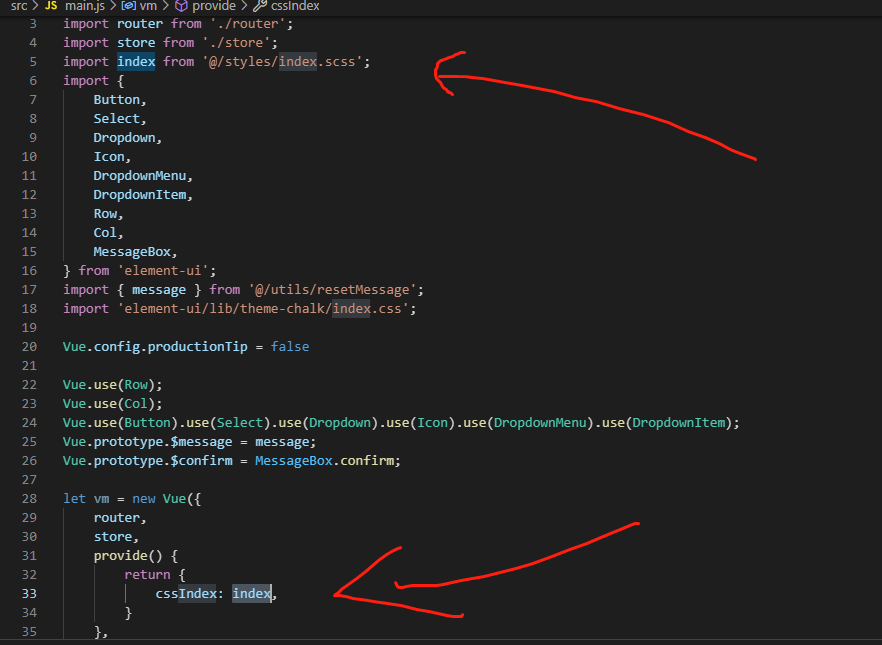 src > JS main.js > vm > provide > cssIndex
3 import router from './router';
4 import store from './store';
5 import index from '@/styles/index.scss';
6 import {
7 Button,
8 Select,
9 Dropdown,
10 Icon,
11 DropdownMenu,
12 DropdownItem,
13 Row,
14 Col,
15 MessageBox,
16 } from 'element-ui';
17 import { message } from '@/utils/resetMessage';
18 import 'element-ui/lib/theme-chalk/index.css';
19
20 Vue.config.productionTip = false
21
22 Vue.use(Row);
23 Vue.use(Col);
24 Vue.use(Button).use(Select).use(Dropdown).use(Icon).use(DropdownMenu).use(DropdownItem);
25 Vue.prototype.$message = message;
26 Vue.prototype.$confirm = MessageBox.confirm;
27
28 let vm = new Vue({
29 router,
30 store,
31 provide() {
32 return {
33 cssIndex: index,
34 }
35 },